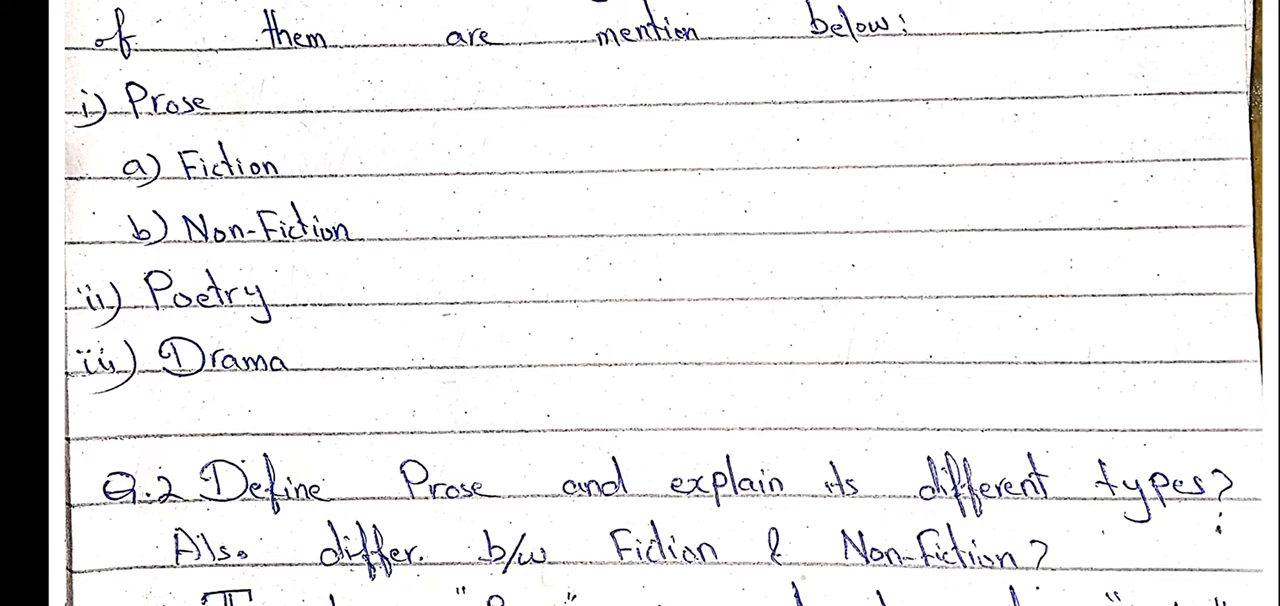 of them are mention below:
i) Prose
a) Fiction
b) Non-Fiction
ii) Poetry
iii) Drama
Q.2 Define Prose and explain its different types?
Also differ. b/w Fiction & Non-fiction?